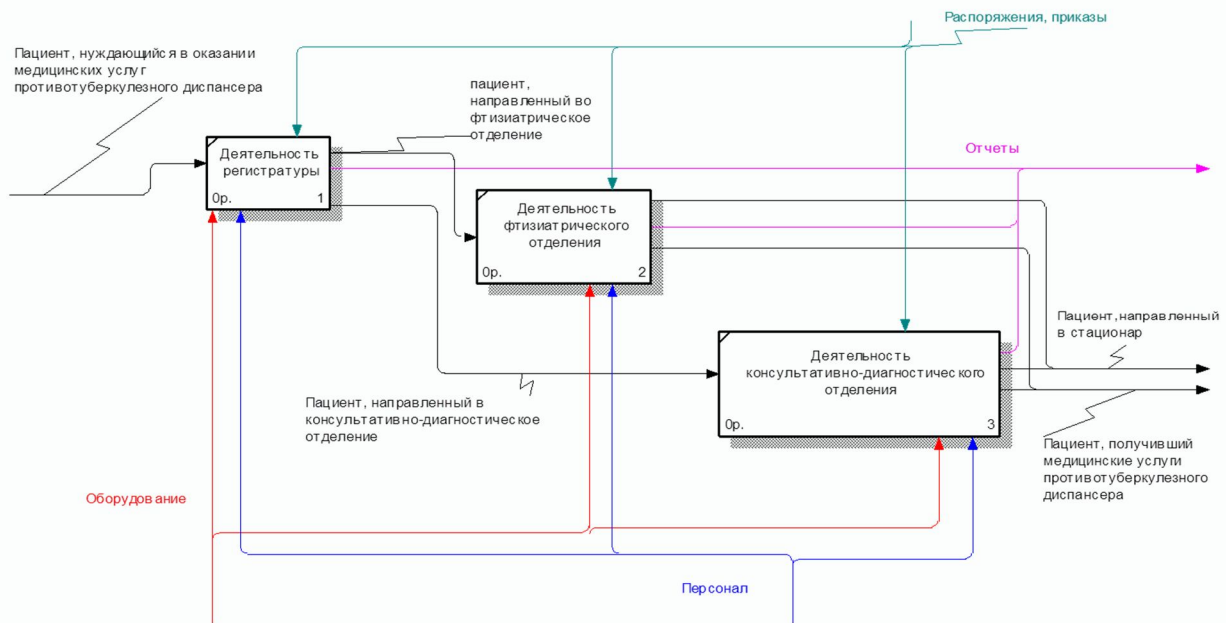 Распоряжения, приказы
Пациент, нуждающийся в оказании
медицинских услуг
противотуберкулезного диспансера
пациент,
направленный во
фтизиатрическое
отделение
Деятельность
регистратуры
0р.
1
Отчеты
Деятельность
фтизиатрического
отделения
0р.
2
Пациент,направленный
в стационар
Деятельность
консультативно-диагностического
отделения
0р.
3
Пациент, направленный в
консультативно-диагностическое
отделение
Пациент, получивший
медицинские услуги
противотуберкулезного
диспансера
Оборудование
Персонал